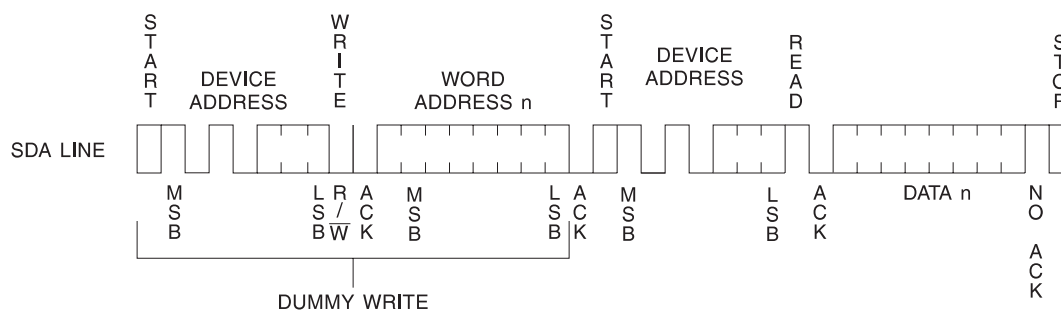 START
DEVICE
ADDRESS
WRITE
WORD
ADDRESS n
START
DEVICE
ADDRESS
READ
STOP
SDA LINE
MSB
LSB
R/W
ACK
MSB
LSB
ACK
MSB
LSB
ACK
DATA n
NO ACK
DUMMY WRITE